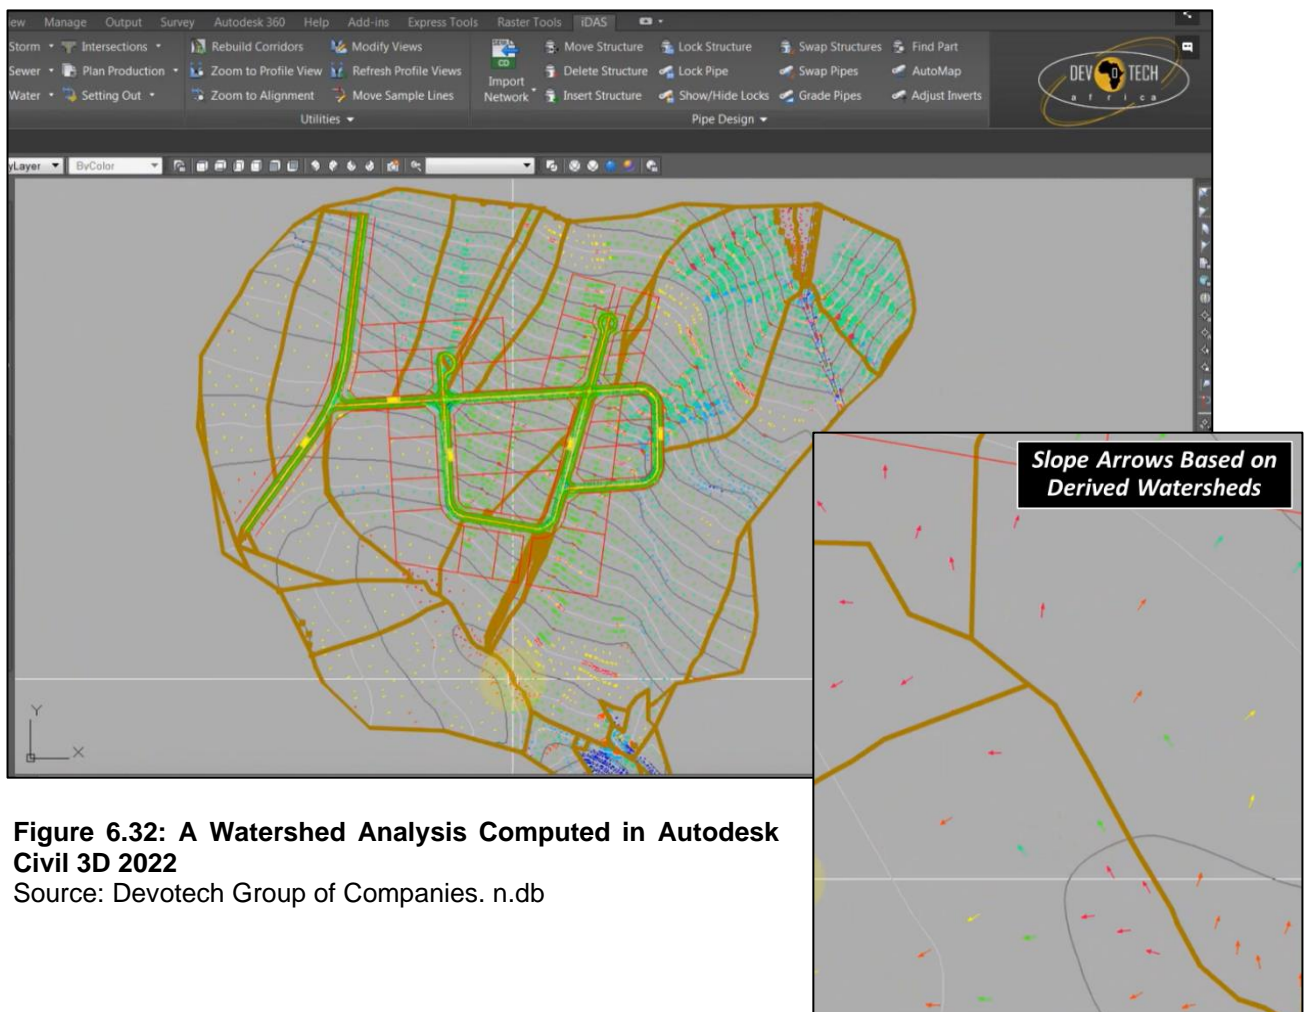 ew Manage Output Survey Autodesk 360 Help Add-ins Express Tools Raster Tools iDAS
Storm Intersections Rebuild Corridors Modify Views Move Structure Lock Structure Swap Structures Find Part
Sewer Plan Production Zoom to Profile View Refresh Profile Views Import Delete Structure Lock Pipe Swap Pipes AutoMap
Water Setting Out Zoom to Alignment Move Sample Lines Network Insert Structure Show/Hide Locks Grade Pipes Adjust Inverts
Utilities Pipe Design
DEV O TECH
africa
yLayer ByColor
Y
X
Slope Arrows Based on
Derived Watersheds
Figure 6.32: A Watershed Analysis Computed in Autodesk
Civil 3D 2022
Source: Devotech Group of Companies. n.db